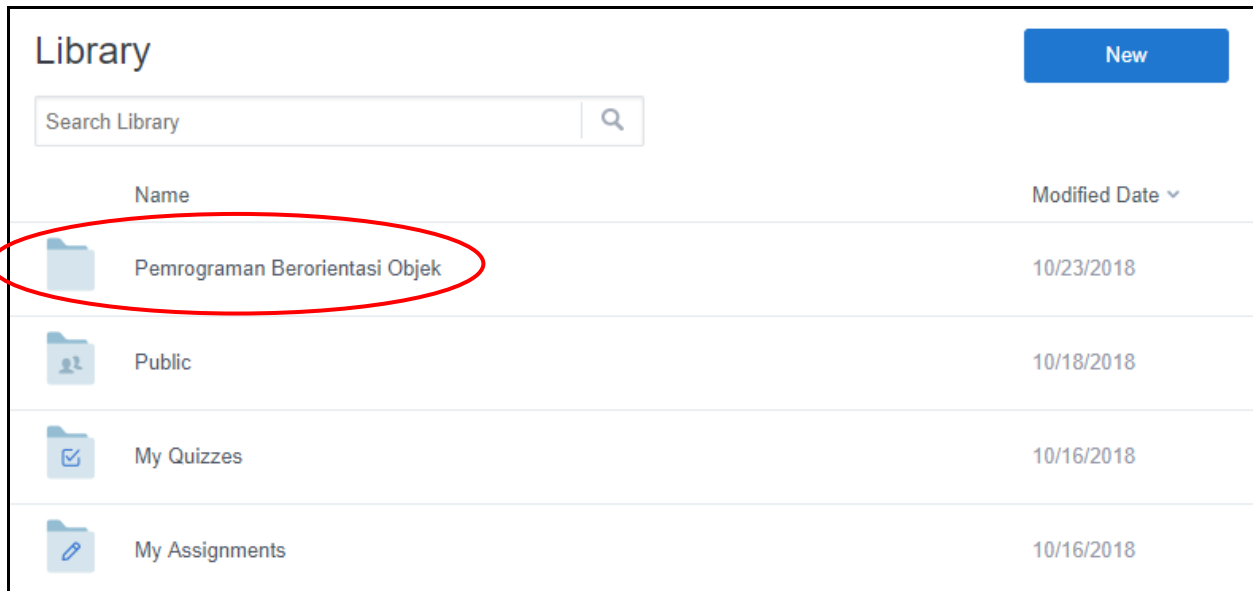 Library
New
Search Library
Name Modified Date
Pemrograman Berorientasi Objek 10/23/2018
Public 10/18/2018
My Quizzes 10/16/2018
My Assignments 10/16/2018